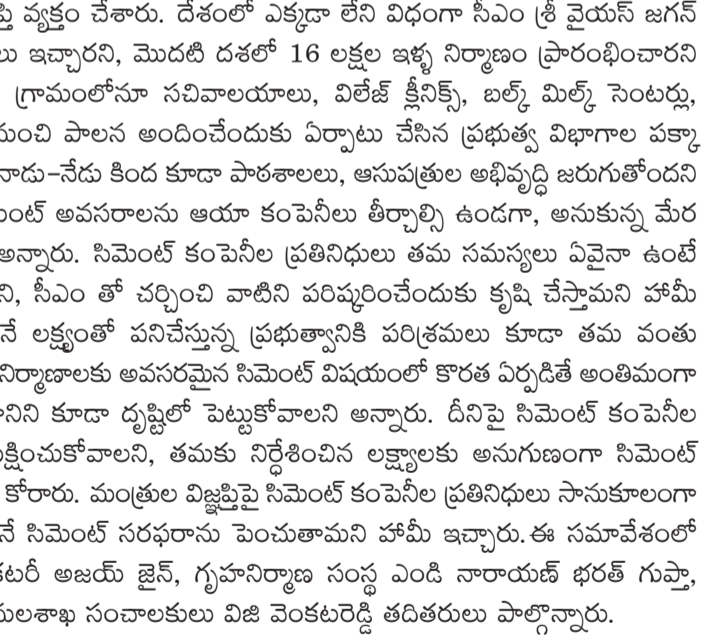 వ్యక్తం చేశారు. దేశంలో ఎక్కడా లేని విధంగా సీఎం శ్రీ వైయస్ జగన్
ఇచ్చారని, మొదటి దశలో 16 లక్షల ఇళ్ళ నిర్మాణం ప్రారంభించారని
గ్రామంలోనూ సచివాలయాలు, విలేజ్ క్లీనిక్స్, బల్క్ మిల్క్ సెంటర్లు,
పాలన అందించేందుకు ఏర్పాటు చేసిన ప్రభుత్వ విభాగాల పక్కా
నాడు-నేడు కింద కూడా పాఠశాలలు, ఆసుపత్రుల అభివృద్ధి జరుగుతోందని
అవసరాలను ఆయా కంపెనీలు తీర్చాల్సి ఉండగా, అనుకున్న మేర
అన్నారు. సిమెంట్ కంపెనీల ప్రతినిధులు తమ సమస్యలు ఏవైనా ఉంటే
సీఎం తో చర్చించి వాటిని పరిష్కరించేందుకు కృషి చేస్తామని హామీ
లక్ష్యంతో పనిచేస్తున్న ప్రభుత్వానికి పరిశ్రమలు కూడా తమ వంతు
నిర్మాణాలకు అవసరమైన సిమెంట్ విషయంలో కొరత ఏర్పడితే అంతిమంగా
కూడా దృష్టిలో పెట్టుకోవాలని అన్నారు. దీనిపై సిమెంట్ కంపెనీల
తమకు నిర్ధేశించిన లక్ష్యాలకు అనుగుణంగా సిమెంట్
కోరారు. మంత్రుల విజ్ఞప్తిపై సిమెంట్ కంపెనీల ప్రతినిధులు సానుకూలంగా
సిమెంట్ సరఫరాను పెంచుతామని హామీ ఇచ్చారు. ఈ సమావేశంలో
అజయ్ జైన్, గృహనిర్మాణ సంస్థ ఎండి నారాయణ్ భరత్ గుప్తా,
సంచాలకులు విజి వెంకటరెడ్డి తదితరులు పాల్గొన్నారు.